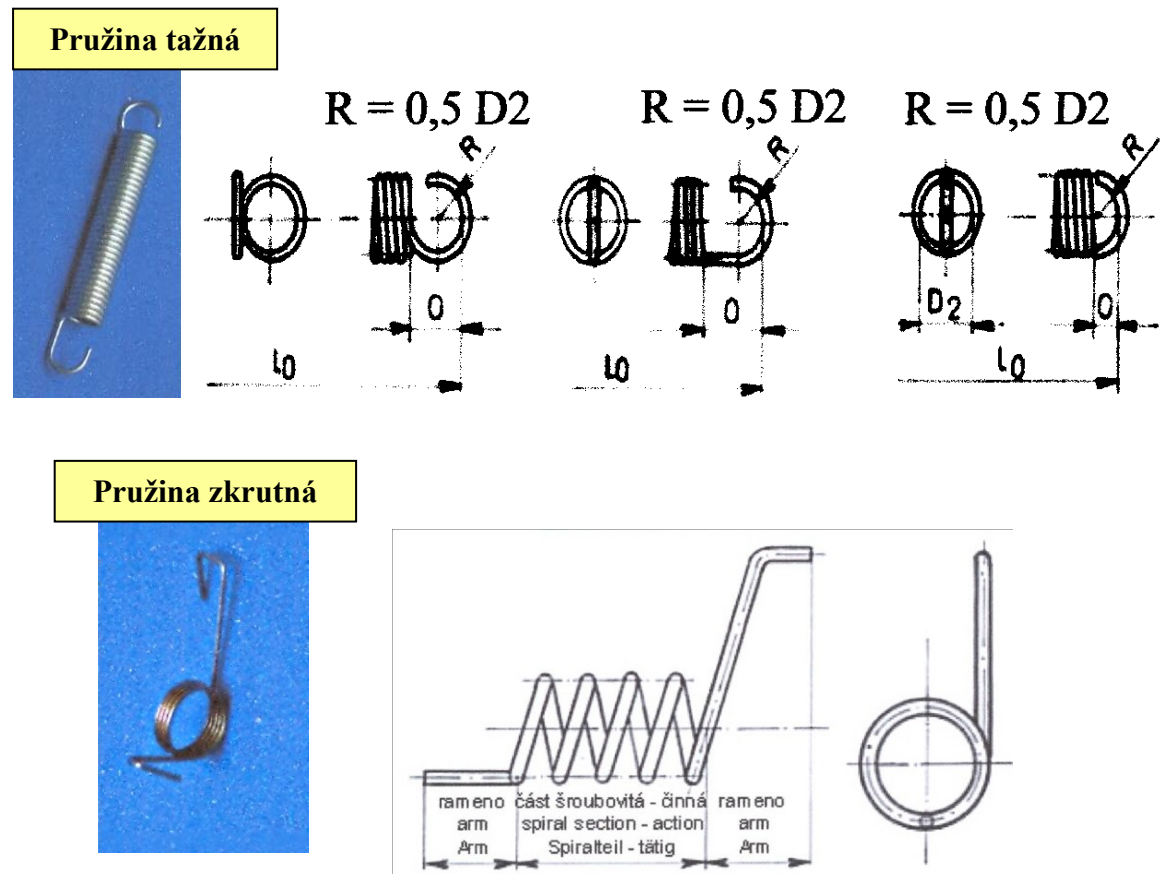 Pružina tažná
R = 0,5 D2
R = 0,5 D2
R = 0,5 D2
R
R
R
O
O
D2
O
L0
L0
L0
Pružina zkrutná
rameno část šroubovitá - činná rameno
arm spiral section - action arm
Arm Spiralteil - tätig Arm